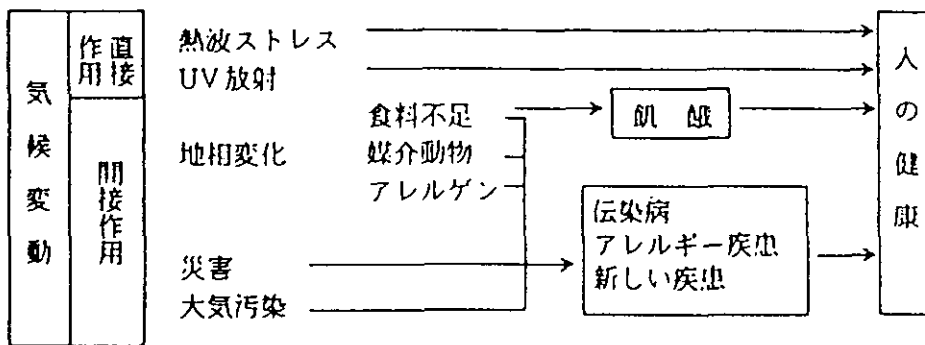 気候変動
直接作用
間接作用
熱波ストレス
UV放射
地相変化
食料不足
媒介動物
アレルゲン
災害
大気汚染
飢餓
伝染病
アレルギー疾患
新しい疾患
人の健康